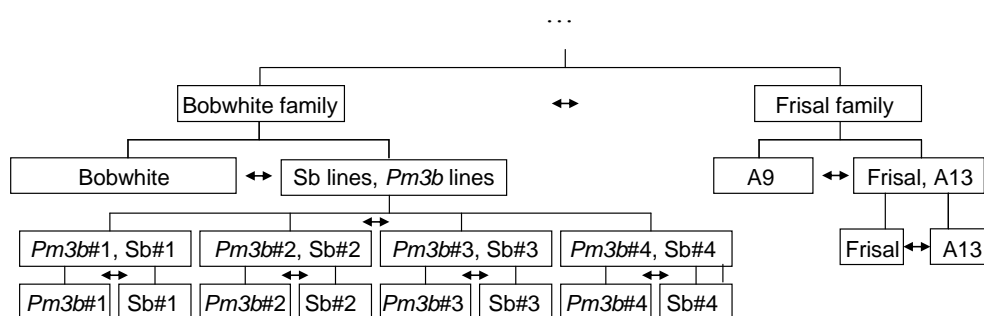 ...
Bobwhite family
Frisal family
Bobwhite
Sb lines, Pm3b lines
A9
Frisal, A13
Pm3b#1, Sb#1
Pm3b#2, Sb#2
Pm3b#3, Sb#3
Pm3b#4, Sb#4
Frisal
A13
Pm3b#1
Sb#1
Pm3b#2
Sb#2
Pm3b#3
Sb#3
Pm3b#4
Sb#4